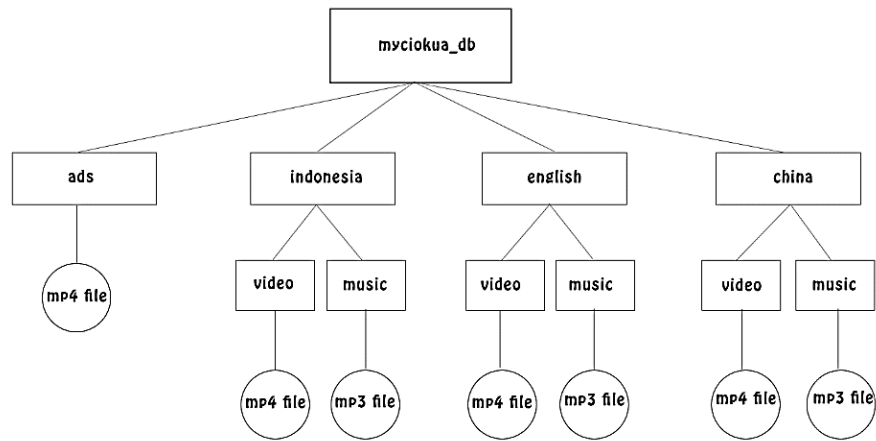 myciokua_db
ads
indonesia
english
china
video
music
video
music
video
music
mp4 file
mp4 file
mp3 file
mp4 file
mp3 file
mp4 file
mp3 file